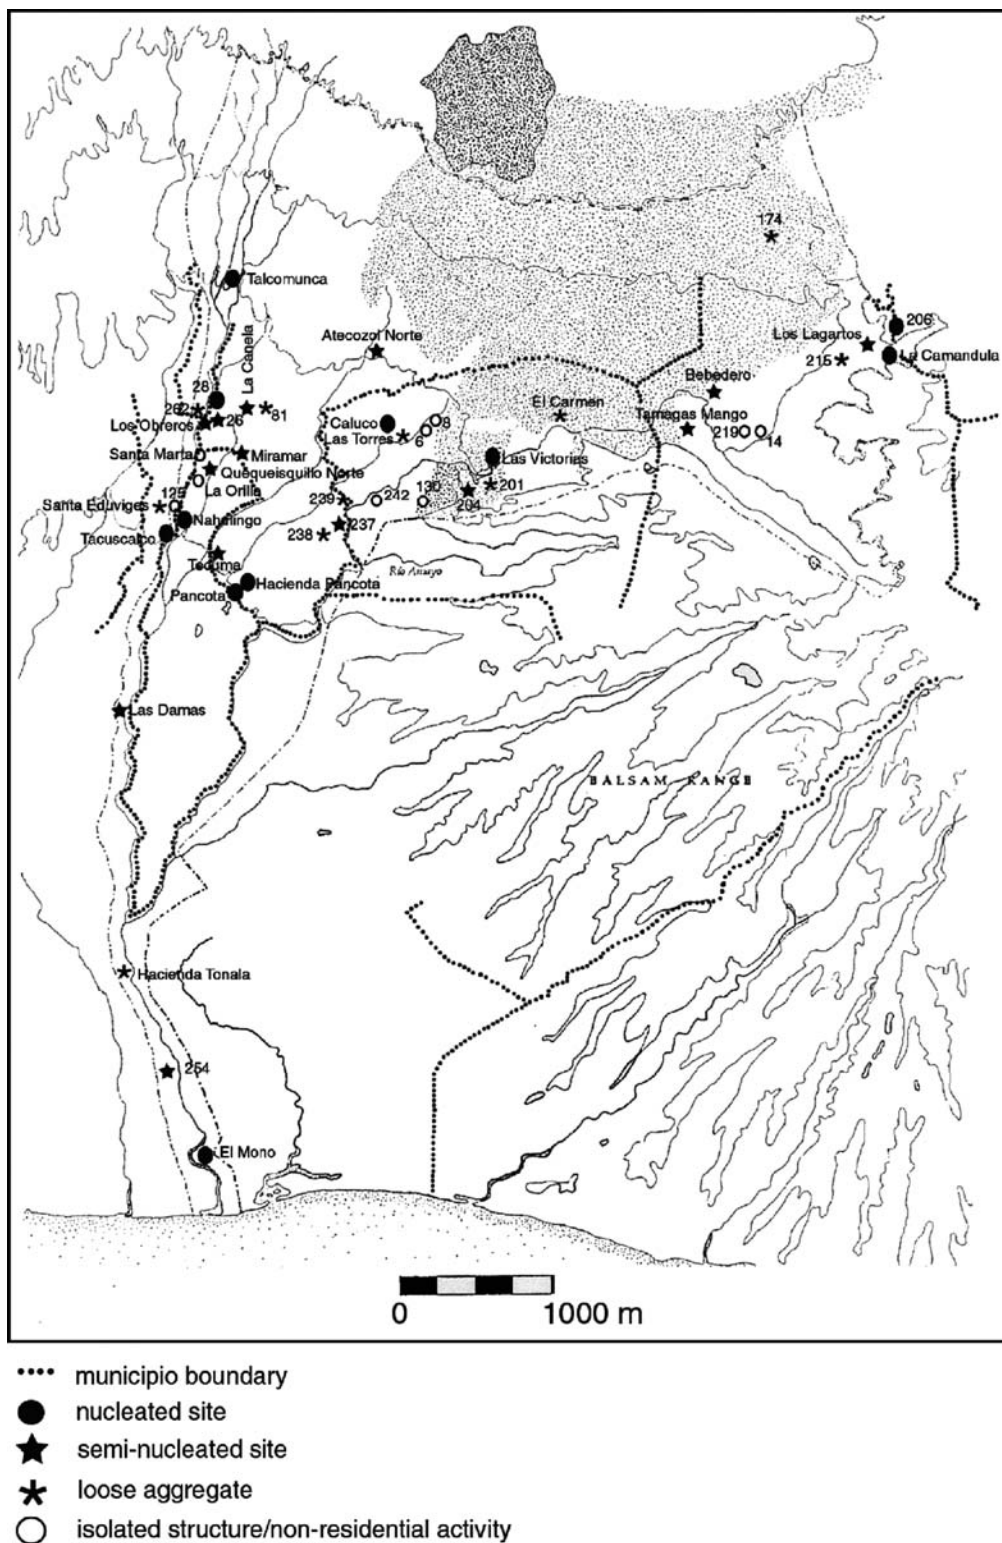 174
Talcomunca
206
Los Lagartos
La Camandula
215
Atecozol Norte
La Canela
28
262
81
Los Obreros
26
Bebedero
El Carmen
Tamagas Mango
219
14
Caluco
8
Las Torres
6
Santa Marta
Miramar
Quequeisquillo Norte
Las Victorias
La Orilla
130
201
204
242
239
125
Santa Eduviges
Nahulingo
237
238
Tacuscalco
Tecuma
Hacienda Pancota
Pancota
Las Damas
BALSAM RANGE
Hacienda Tonala
254
El Mono
0 1000 m
municipio boundary
nucleated site
semi-nucleated site
loose aggregate
isolated structure/non-residential activity